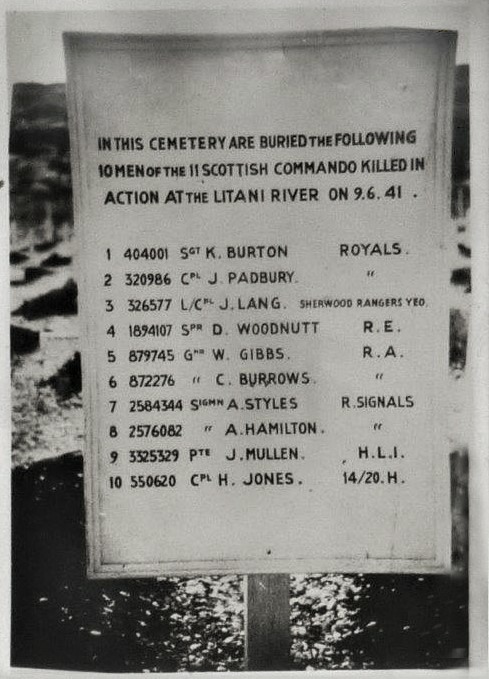 IN THIS CEMETERY ARE BURIED THE FOLLOWING
10 MEN OF THE 11 SCOTTISH COMMANDO KILLED IN
ACTION AT THE LITANI RIVER ON 9.6.41.
1 404001 SGT K. BURTON ROYALS.
2 320986 CPL J. PADBURY. "
3 326577 L/CPL J. LANG. SHERWOOD RANGERS YEO.
4 1894107 SPR D. WOODNUTT R.E.
5 879745 GNR W. GIBBS. R.A.
6 872276 " C. BURROWS. "
7 2584344 SIGMN A. STYLES R. SIGNALS
8 2576082 " A. HAMILTON. "
9 3325329 PTE J. MULLEN. H.L.I.
10 550620 CPL H. JONES. 14/20.H.